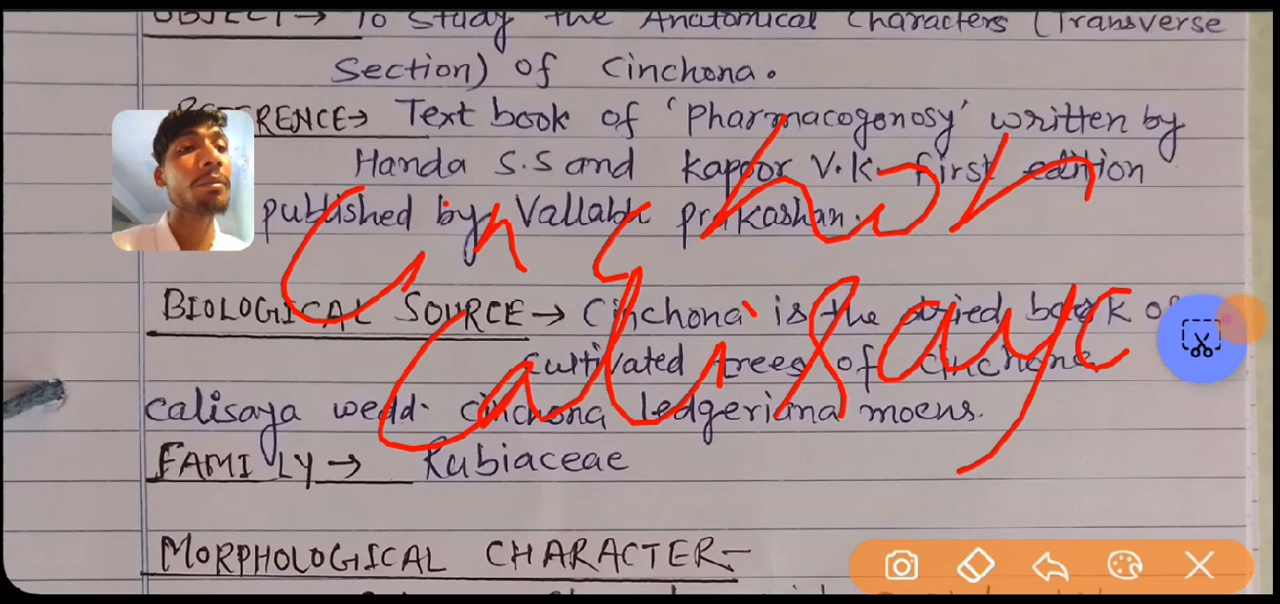 OBJECT → To study the Anatomical characters (Transverse
Section) of Cinchona.
REFERENCE → Text book of 'Pharmacogonosy' written by
Handa S.S and Kapoor V.K. first edition
published by Vallabh prakashan.
BIOLOGICAL SOURCE → Cinchona is the dried bark of
cultivated trees of cinchona
calisaya wedd. cinchona ledgeriana moens.
FAMILY → Rubiaceae
MORPHOLOGICAL CHARACTER-
Cinchon
Calisaya